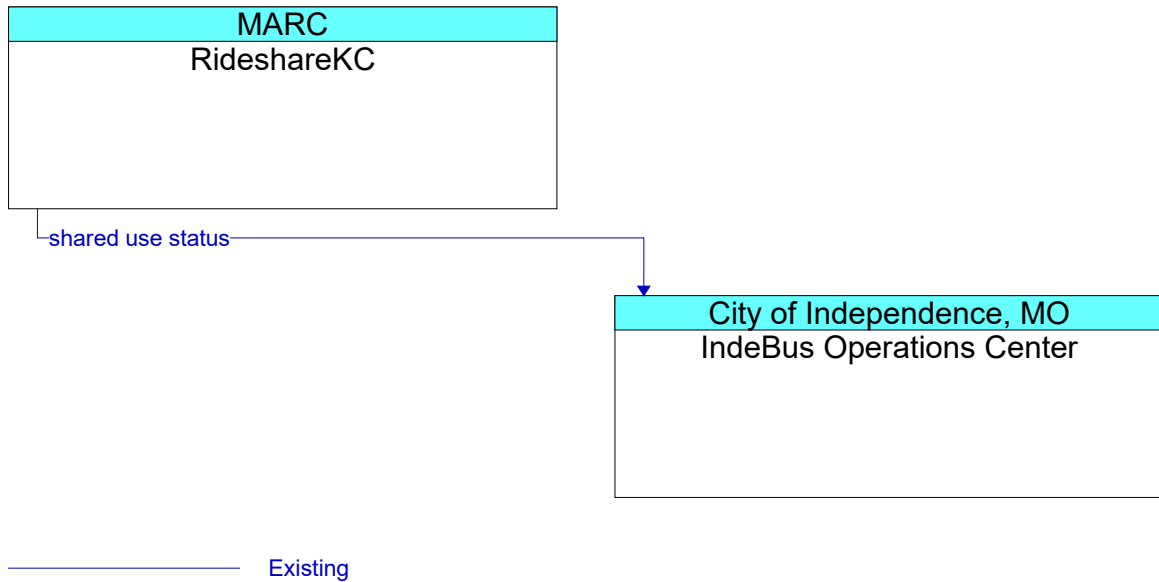 MARC
RideshareKC
shared use status
City of Independence, MO
IndeBus Operations Center
Existing